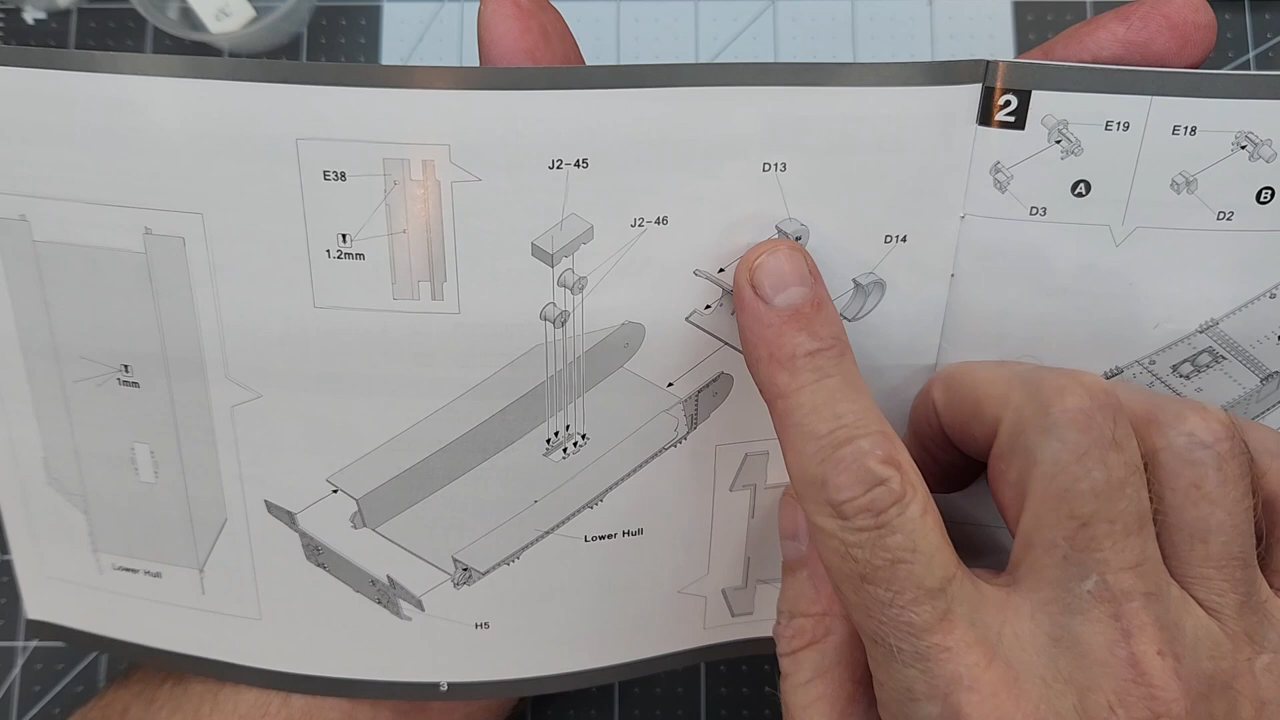 E38
1.2mm
1mm
Lower Hull
J2-45
J2-46
D13
D14
Lower Hull
H5
3
2
E19
D3
A
E18
D2
B